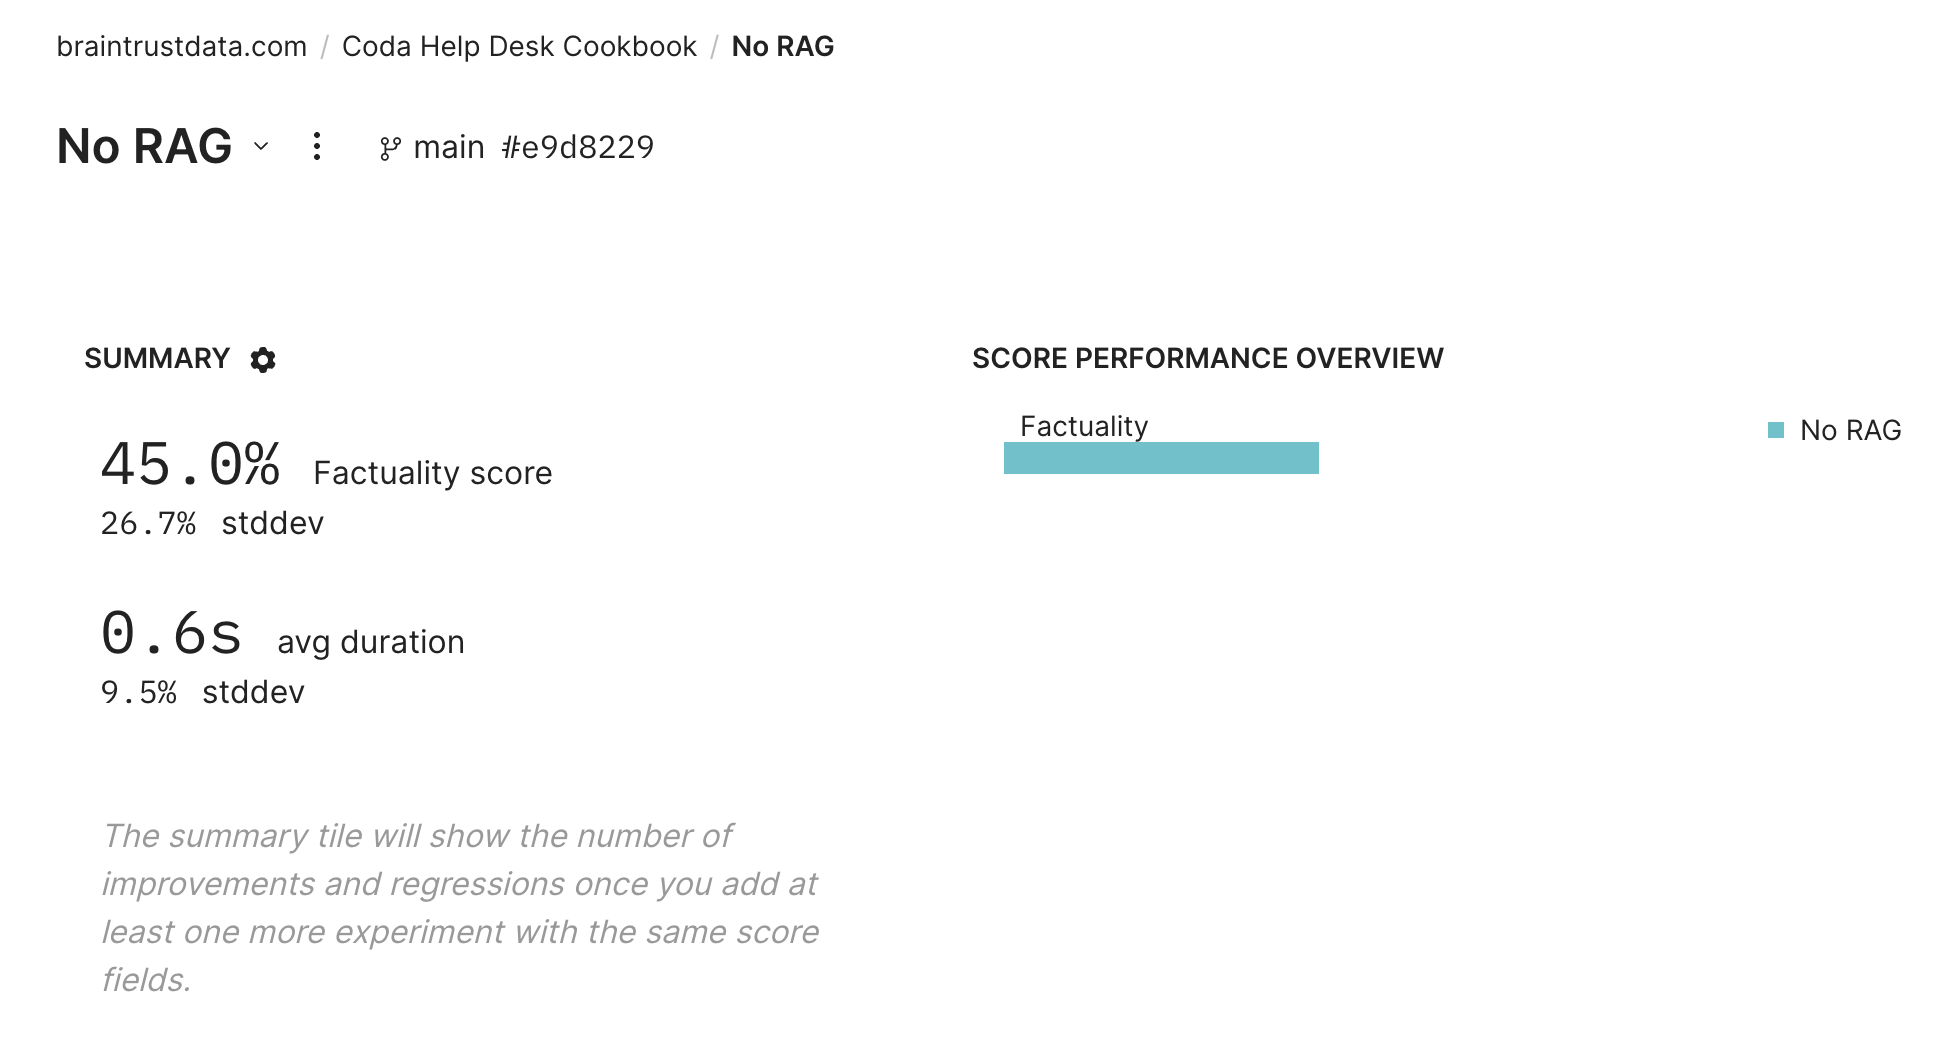 braintrustdata.com / Coda Help Desk Cookbook / No RAG
No RAG
main #e9d8229
SUMMARY
45.0% Factuality score
26.7% stddev
0.6s avg duration
9.5% stddev
The summary tile will show the number of
improvements and regressions once you add at
least one more experiment with the same score
fields.
SCORE PERFORMANCE OVERVIEW
Factuality
No RAG